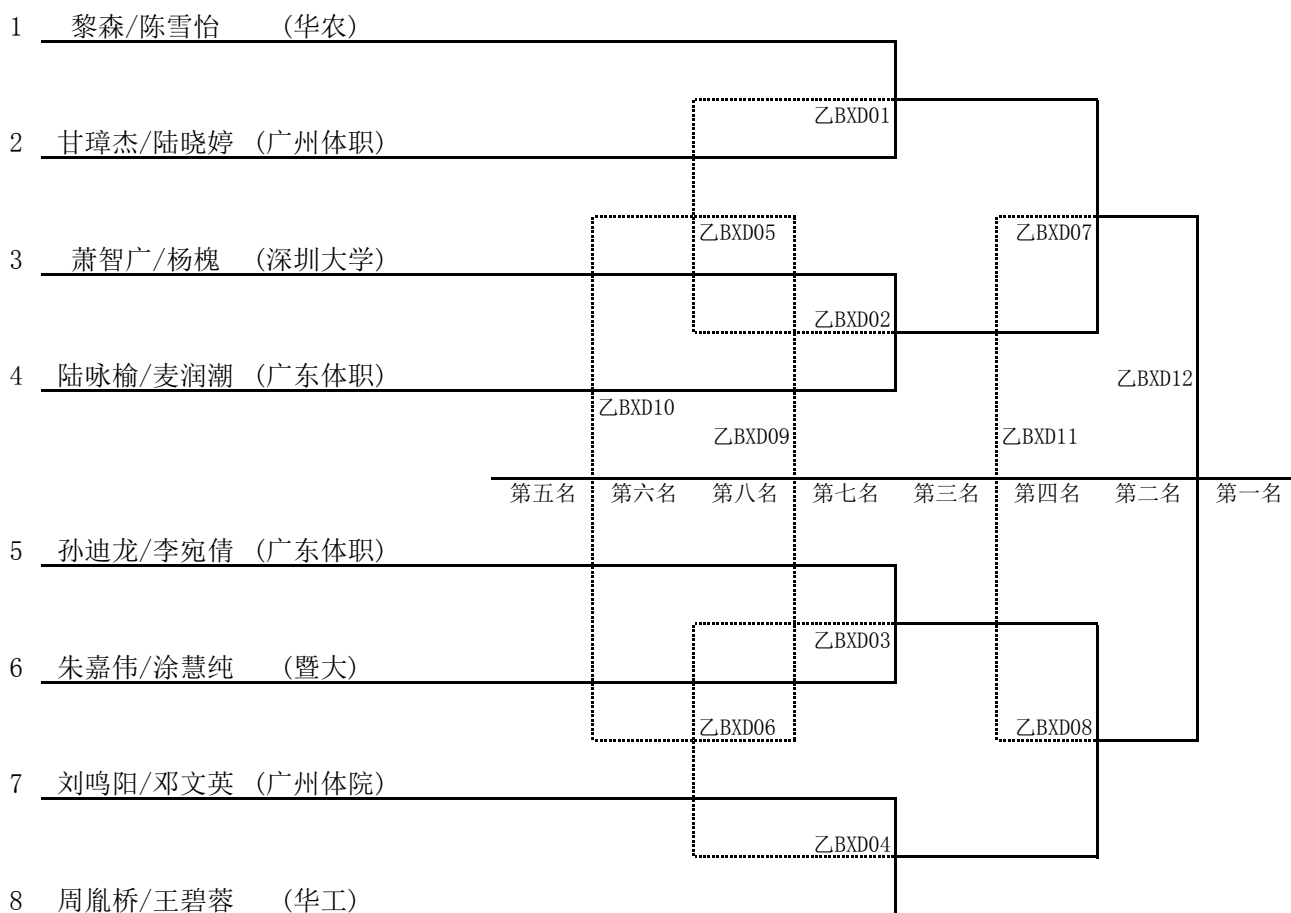 1 黎森/陈雪怡 (华农)
乙BXD01
2 甘璋杰/陆晓婷 (广州体职)
乙BXD05 乙BXD07
3 萧智广/杨槐 (深圳大学)
乙BXD02
4 陆咏榆/麦润潮 (广东体职) 乙BXD12
乙BXD10
乙BXD09 乙BXD11
第五名 第六名 第八名 第七名 第三名 第四名 第二名 第一名
5 孙迪龙/李宛倩 (广东体职)
乙BXD03
6 朱嘉伟/涂慧纯 (暨大)
乙BXD06 乙BXD08
7 刘鸣阳/邓文英 (广州体院)
乙BXD04
8 周胤桥/王碧蓉 (华工)